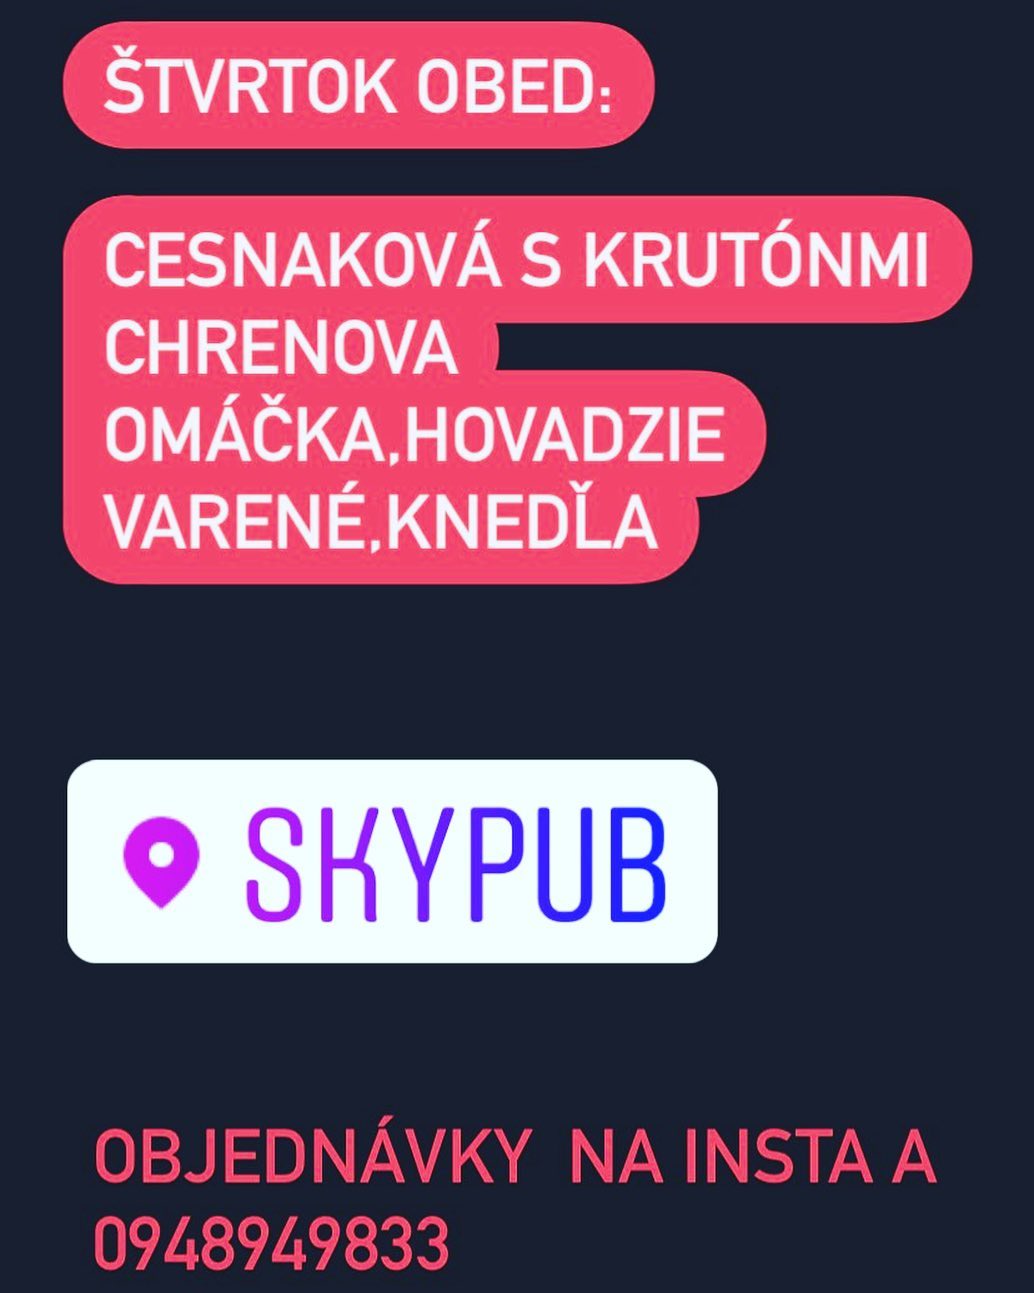 ŠTVRTOK OBED:
CESNAKOVÁ S KRUTÓNMI
CHRENOVA
OMÁČKA,HOVADZIE
VARENÉ,KNEDĽA
SKYPUB
OBJEDNÁVKY  NA INSTA A
0948949833